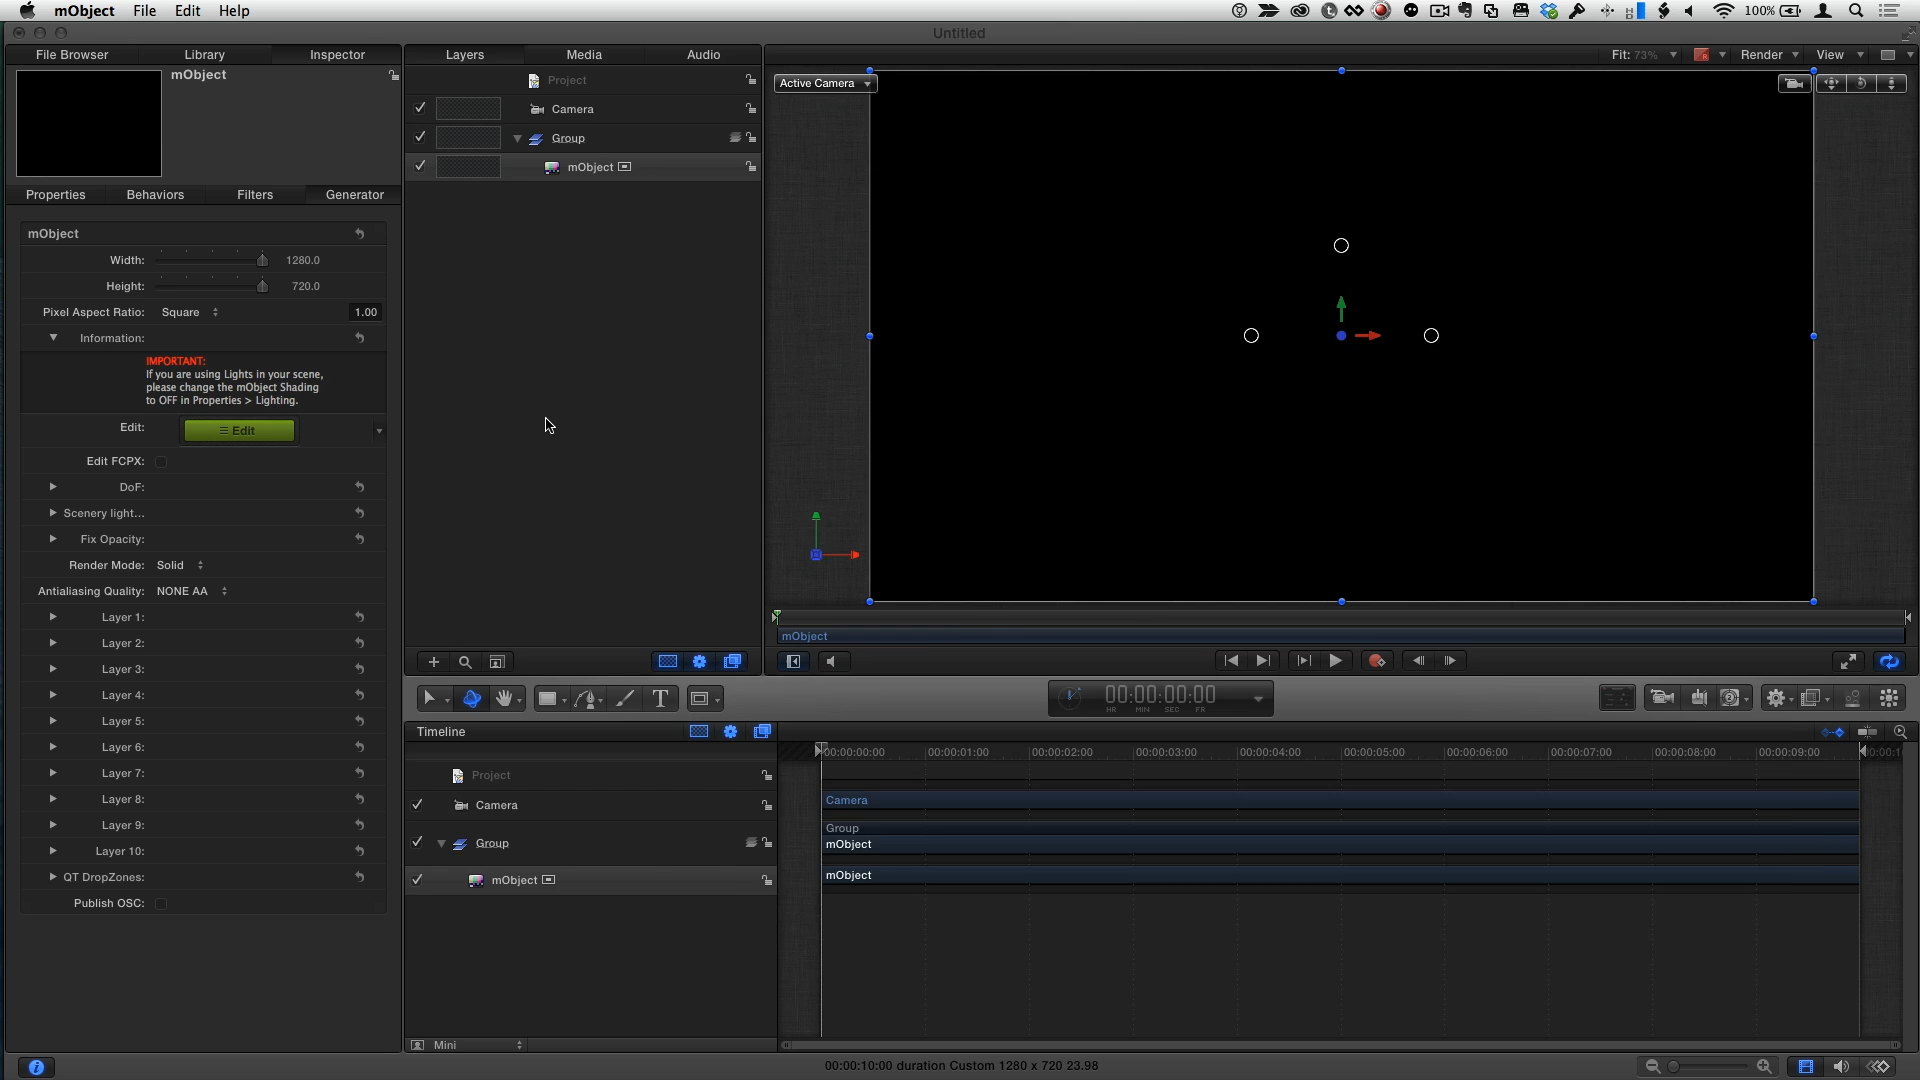 mObject File Edit Help 100%
Untitled
File Browser Library Inspector Layers Media Audio Fit: 73% Render View
mObject
Project
Active Camera
Camera
Group
mObject
Properties Behaviors Filters Generator
mObject
Width: 1280.0
Height: 720.0
Pixel Aspect Ratio: Square 1.00
Information:
IMPORTANT:
If you are using Lights in your scene,
please change the mObject Shading
to OFF in Properties > Lighting.
Edit: Edit
Edit FCPX:
DoF:
Scenery light...
Fix Opacity:
Render Mode: Solid
Antialiasing Quality: NONE AA
Layer 1:
Layer 2:
Layer 3:
Layer 4:
Layer 5:
Layer 6:
Layer 7:
Layer 8:
Layer 9:
Layer 10:
QT DropZones:
Publish OSC:
mObject
T
00:00:00:00
HR MIN SEC FR
Timeline
00:00:00:00 00:00:01:00 00:00:02:00 00:00:03:00 00:00:04:00 00:00:05:00 00:00:06:00 00:00:07:00 00:00:08:00 00:00:09:00
Project
Camera
Camera
Group
Group
mObject
mObject
mObject
Mini
00:00:10:00 duration Custom 1280 x 720 23.98